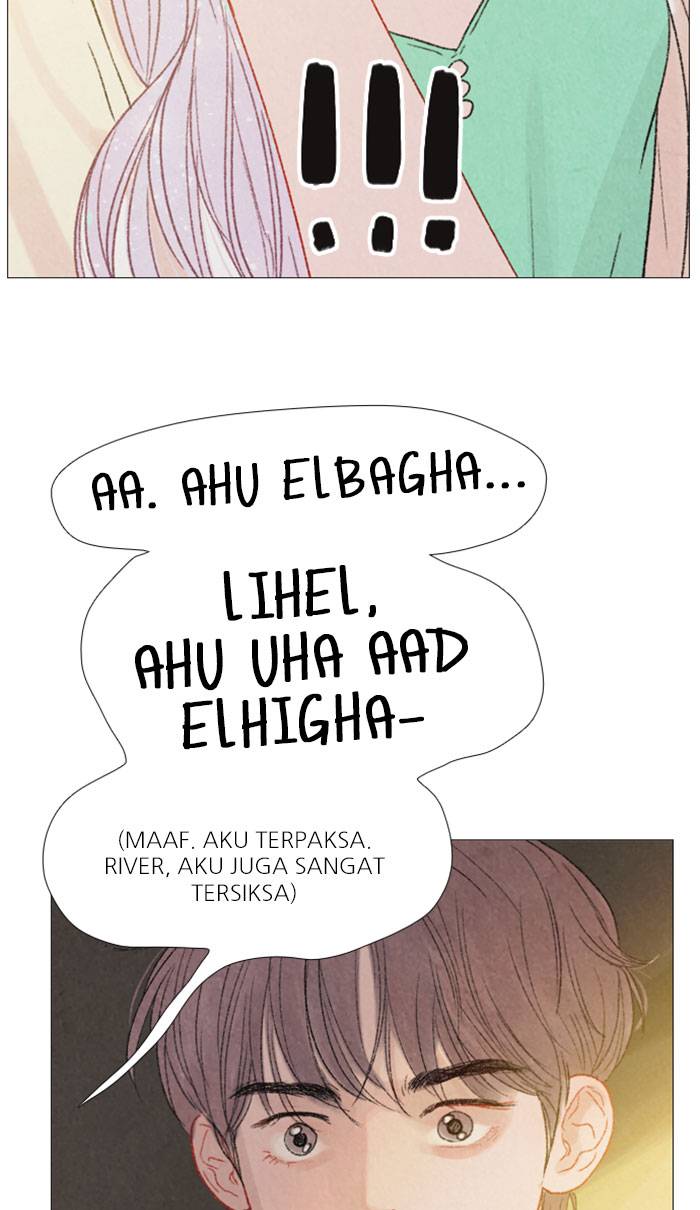 !!!
AA. AHU ELBAGHA...
LIHEL,
AHU UHA AAD
ELHIGHA-
(MAAF. AKU TERPAKSA.
RIVER, AKU JUGA SANGAT
TERSIKSA)